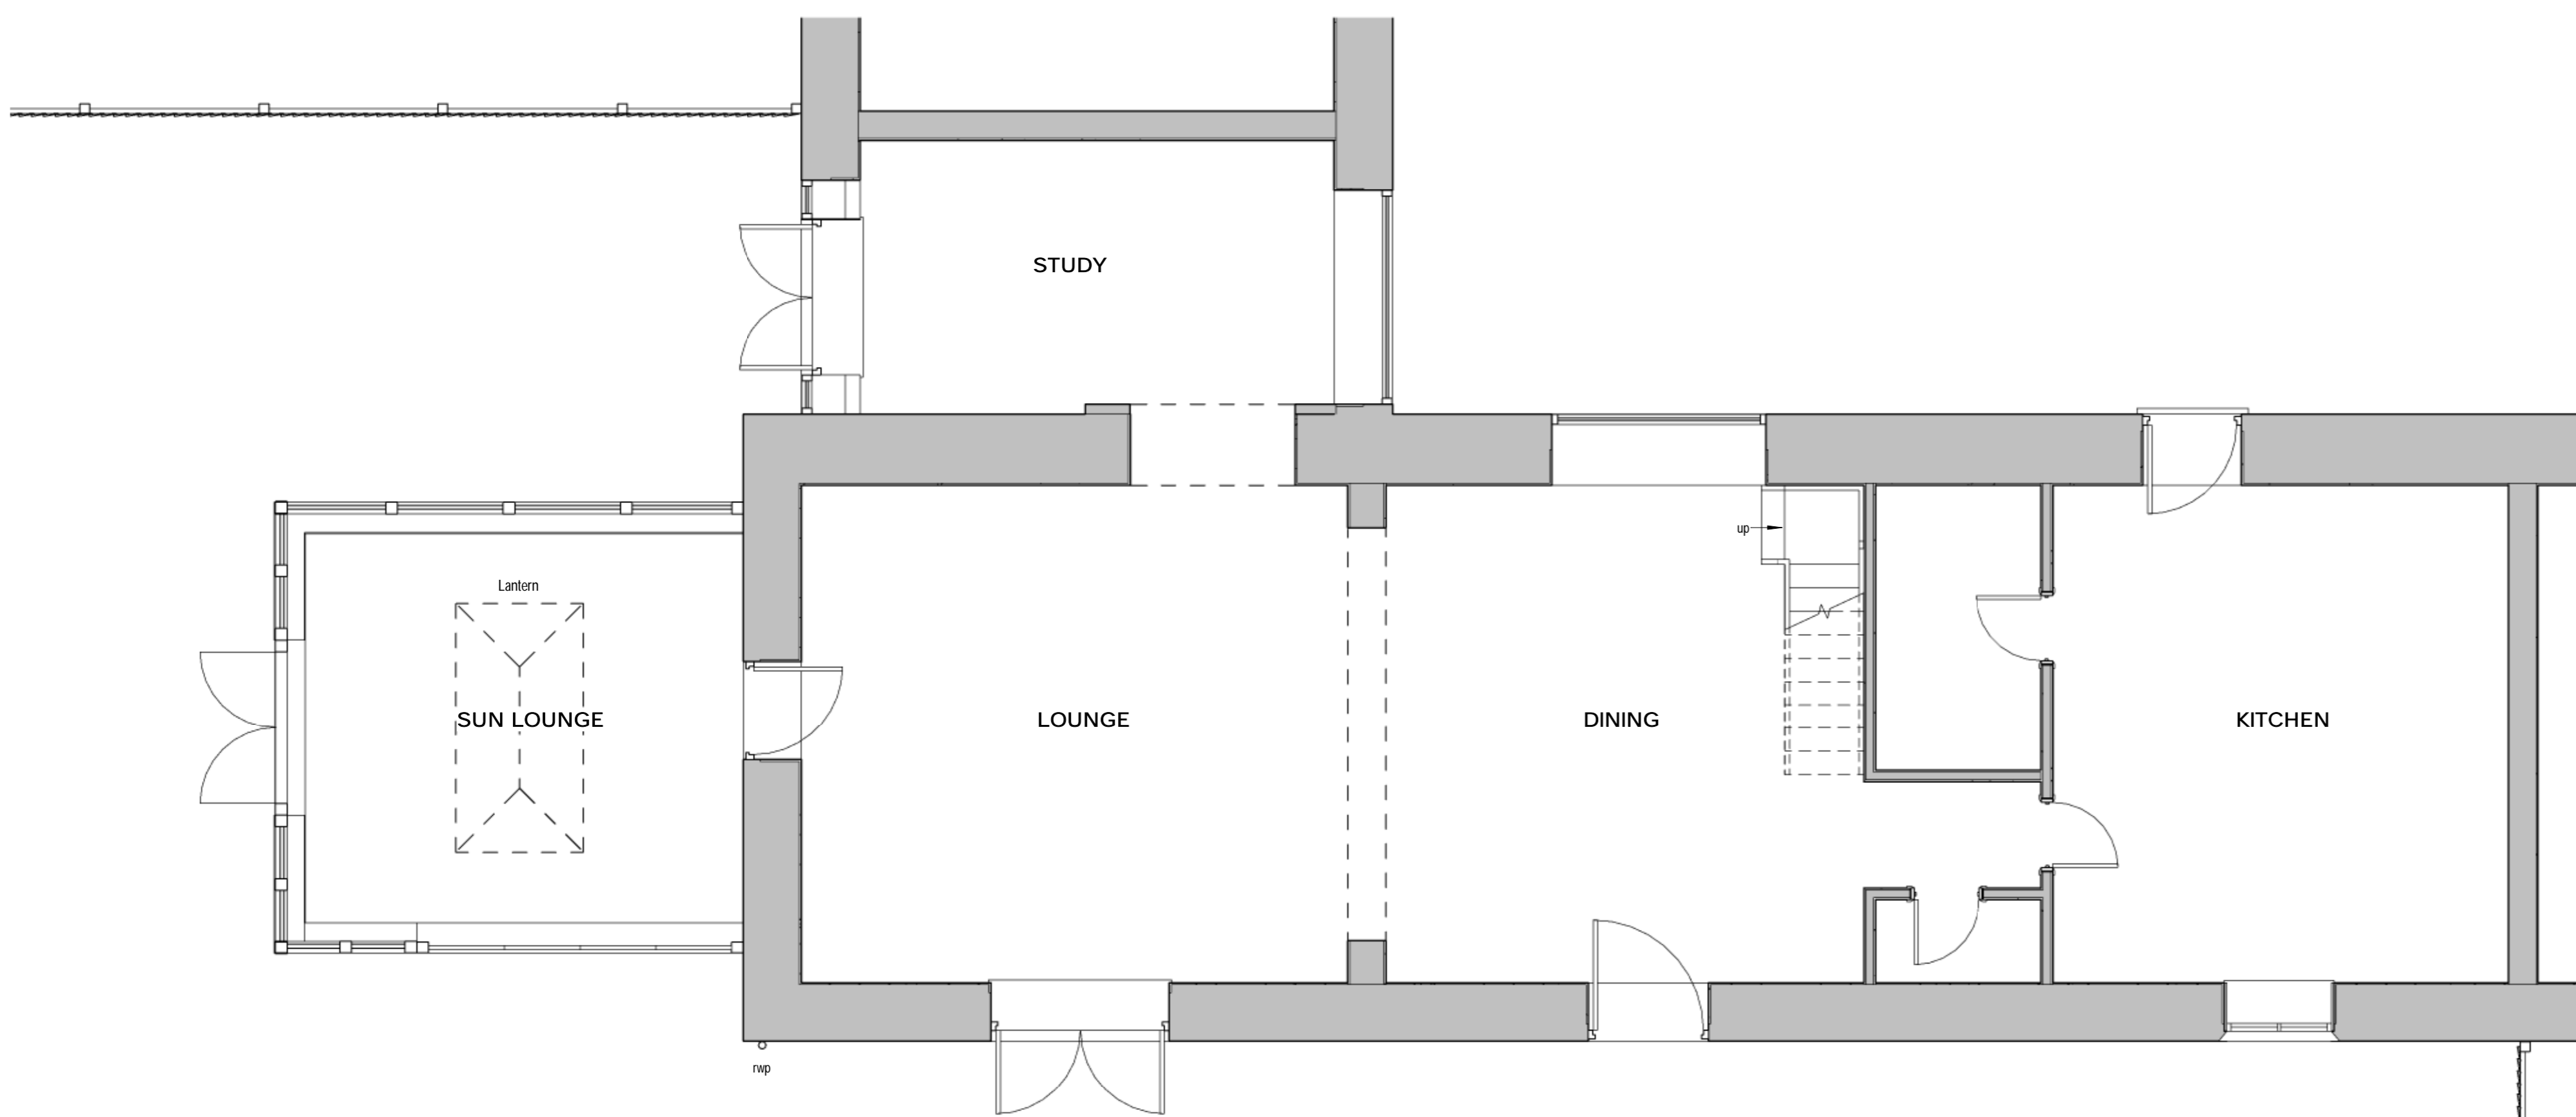 STUDY
up
Lantern
SUN LOUNGE
LOUNGE
DINING
KITCHEN
rwp